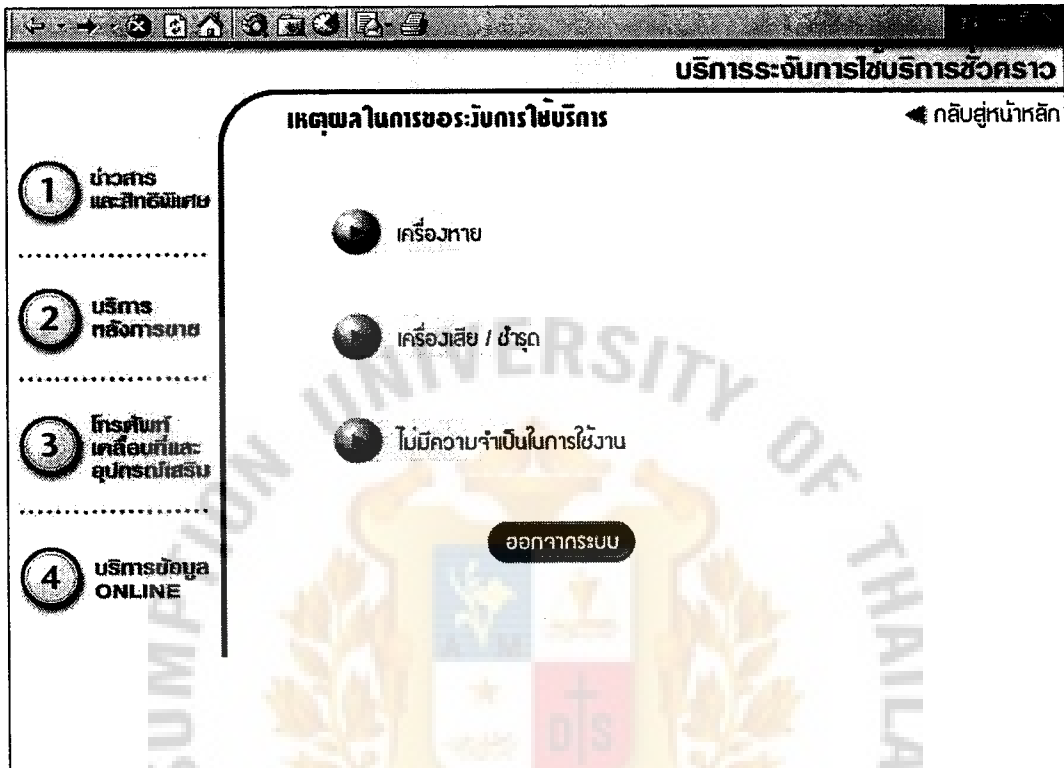 บริการระงับการใช้บริการชั่วคราว
เหตุผลในการขอระงับการใช้บริการ
กลับสู่หน้าหลัก
1
ข่าวสาร
และสิทธิพิเศษ
เครื่องหาย
2
บริการ
หลังการขาย
เครื่องเสีย / ชำรุด
3
โทรศัพท์
เคลื่อนที่และ
อุปกรณ์เสริม
ไม่มีความจำเป็นในการใช้งาน
ออกจากระบบ
4
บริการข้อมูล
ONLINE
UNIVERSITY OF THAILA
SUMPTION
A M
D S